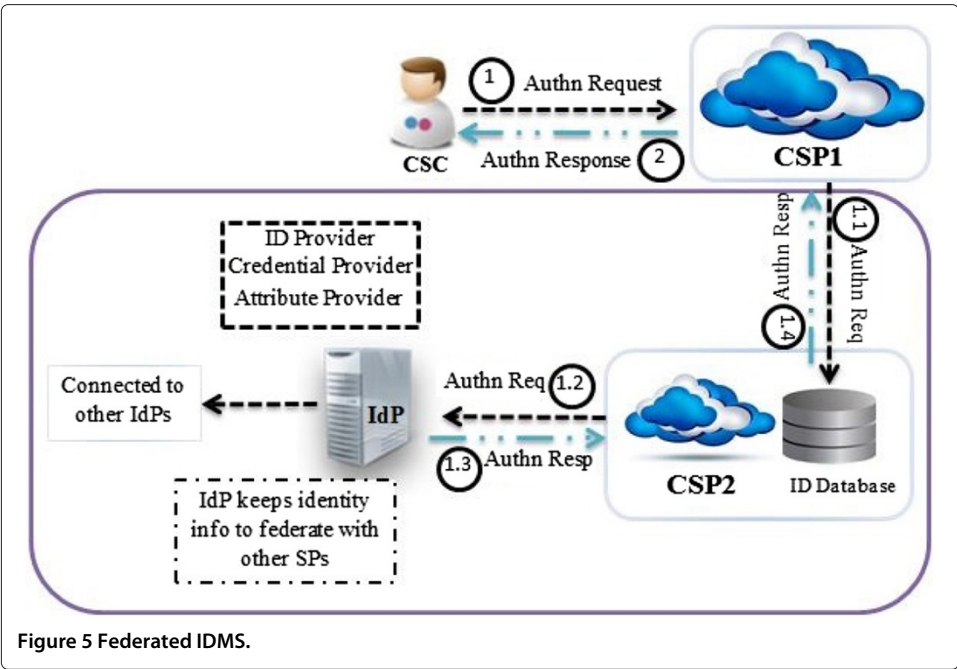 1
Authn Request
CSC
Authn Response
2
CSP1
1.1
Authn Req
1.4
Authn Resp
ID Provider
Credential Provider
Attribute Provider
Connected to
other IdPs
IdP
Authn Req
1.2
1.3
Authn Resp
CSP2
ID Database
IdP keeps identity
info to federate with
other SPs
Figure 5 Federated IDMS.